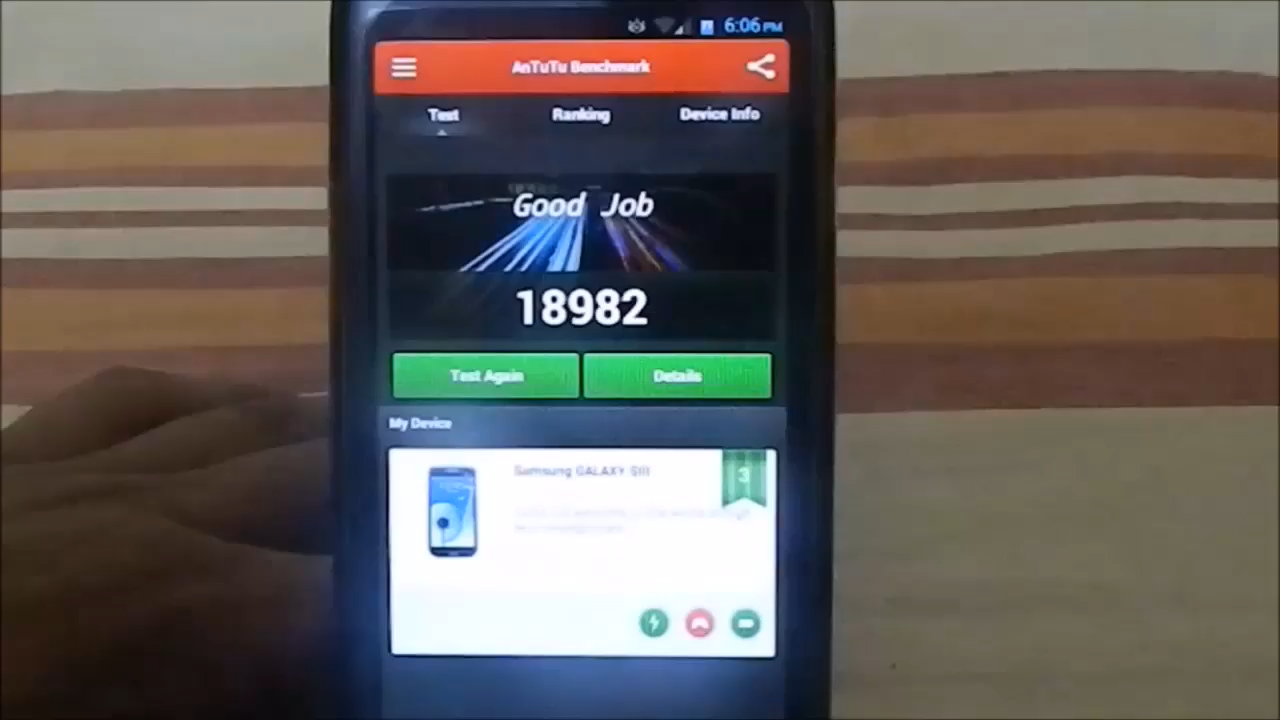 6:06 PM
AnTuTu Benchmark
Test Ranking Device Info
Good Job
18982
Test Again Details
My Device
Samsung GALAXY SIII
3